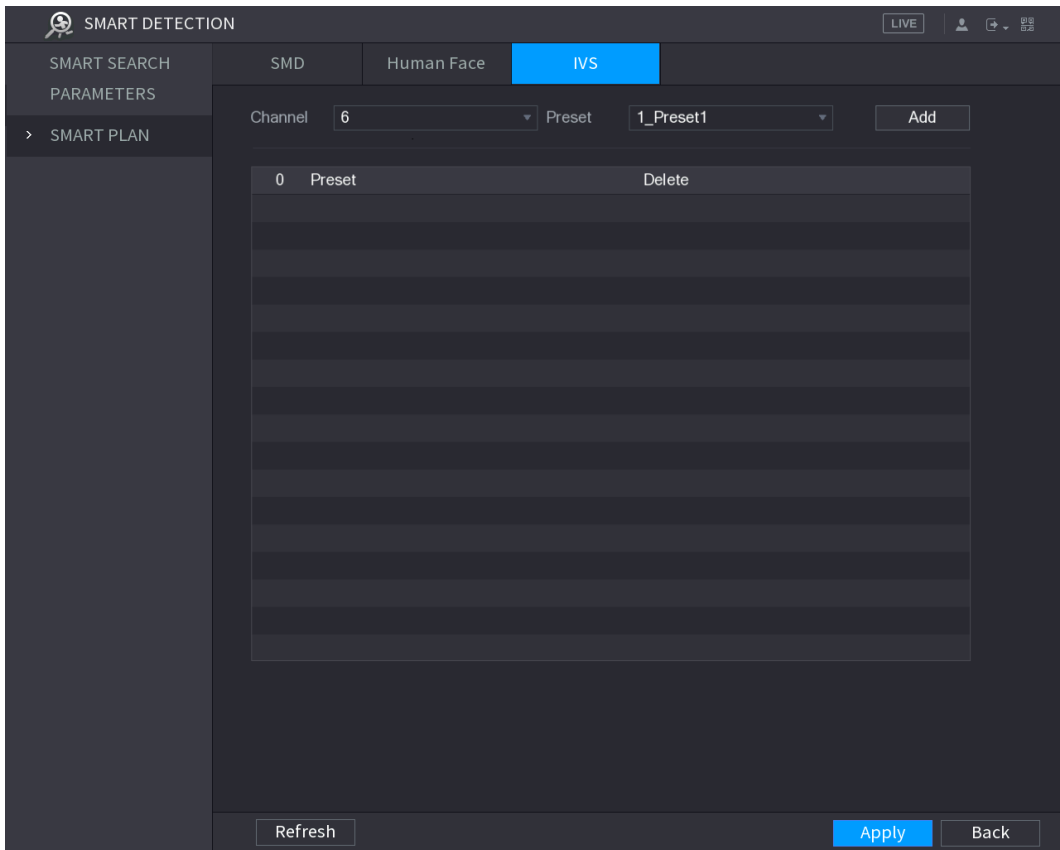 SMART DETECTION
LIVE
SMART SEARCH
PARAMETERS
> SMART PLAN
SMD Human Face IVS
Channel 6 Preset 1_Preset1 Add
0 Preset Delete
Refresh Apply Back